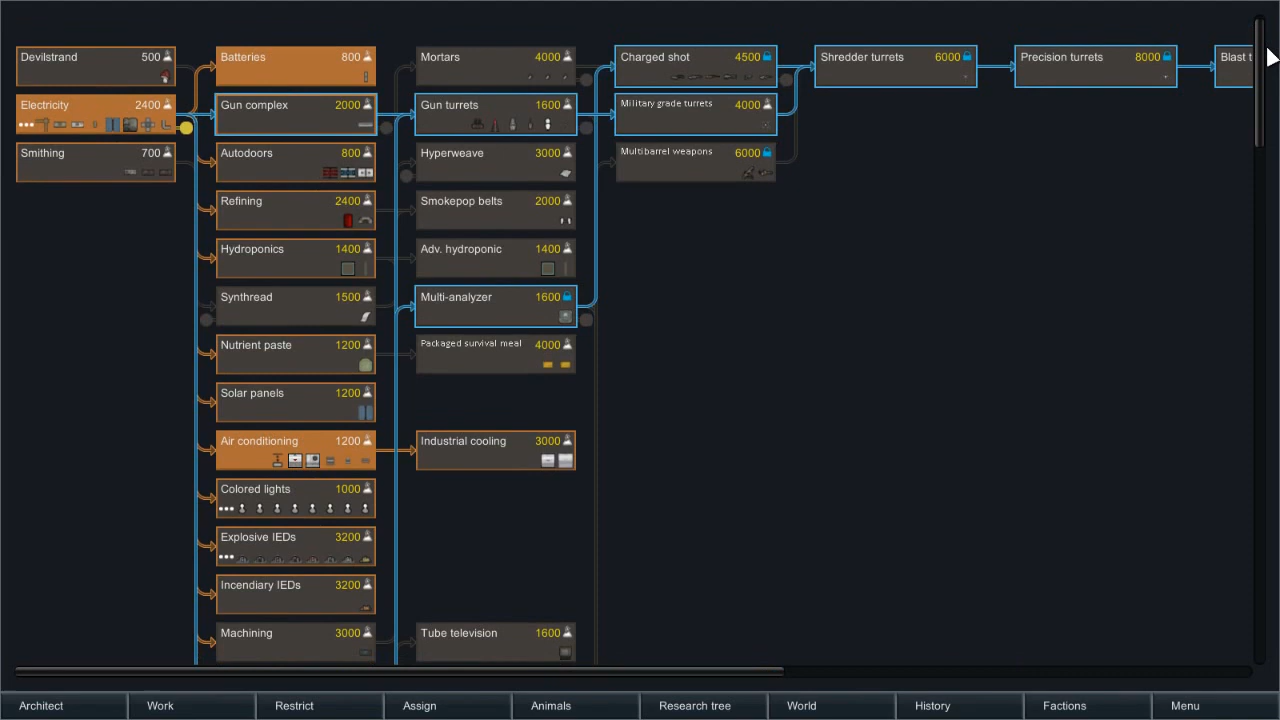 Devilstrand 500
Batteries 800
Mortars 4000
Charged shot 4500
Shredder turrets 6000
Precision turrets 8000
Blast t
Electricity 2400
Gun complex 2000
Gun turrets 1600
Military grade turrets 4000
Smithing 700
Autodoors 800
Hyperweave 3000
Multibarrel weapons 6000
Refining 2400
Smokepop belts 2000
Hydroponics 1400
Adv. hydroponic 1400
Synthread 1500
Multi-analyzer 1600
Nutrient paste 1200
Packaged survival meal 4000
Solar panels 1200
Air conditioning 1200
Industrial cooling 3000
Colored lights 1000
Explosive IEDs 3200
Incendiary IEDs 3200
Machining 3000
Tube television 1600
Architect Work Restrict Assign Animals Research tree World History Factions Menu